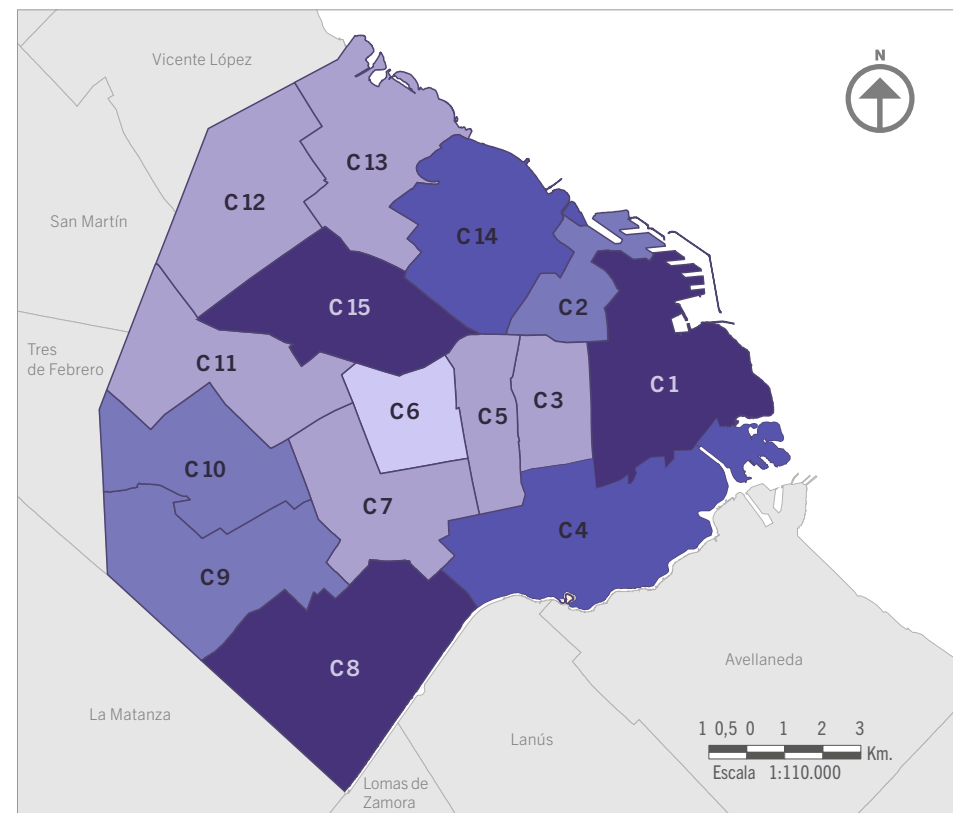 N
Vicente López
C 13
C 12
San Martín
C 14
C 15
C 2
Tres
de Febrero
C 11
C 1
C 6
C 5
C 3
C 10
C 7
C 4
C 9
C 8
Avellaneda
La Matanza
Lanús
1 0,5 0 1 2 3
Km.
Escala 1:110.000
Lomas de
Zamora